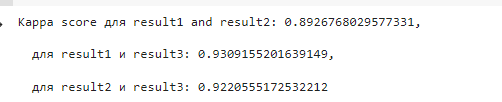 Kappa score для result1 and result2: 0.8926768029577331,
для result1 и result3: 0.9309155201639149,
для result2 и result3: 0.9220555172532212